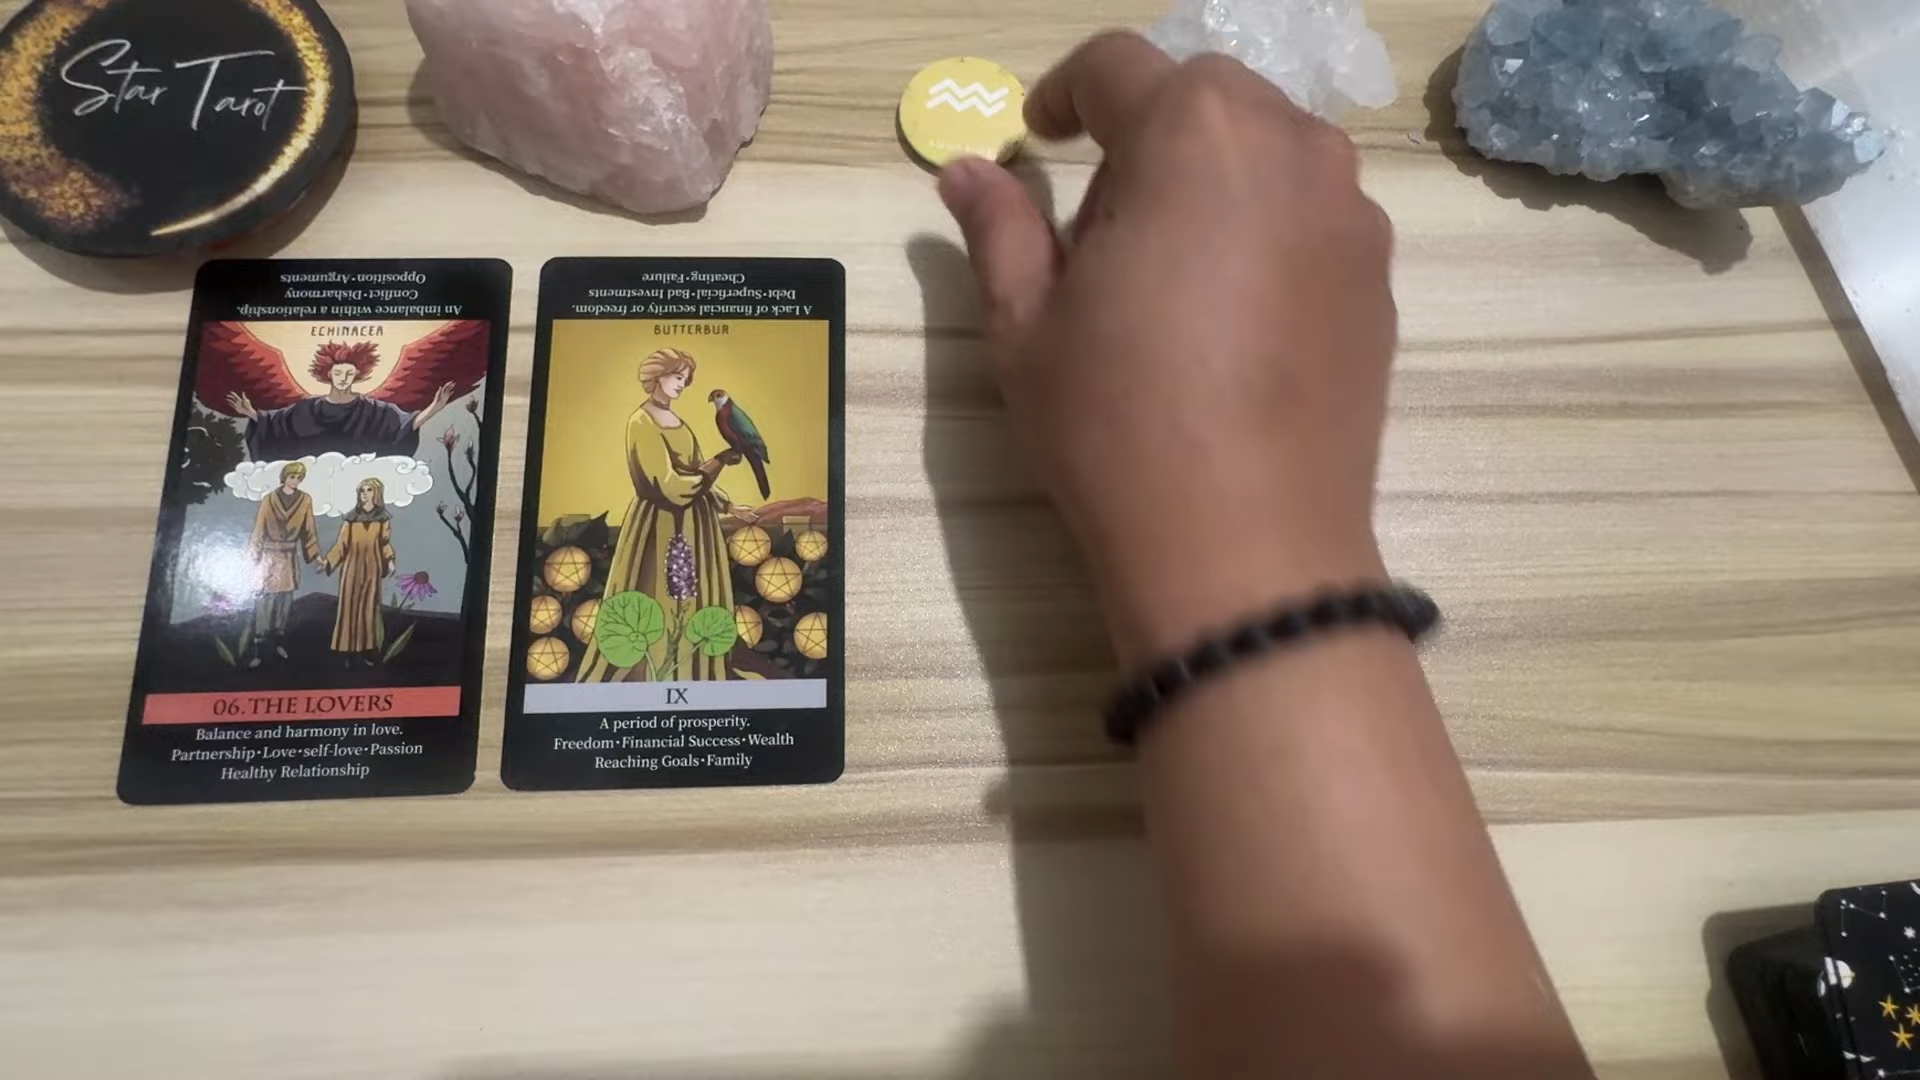 Star Tarot
An imbalance within a relationship.
Conflict•Disharmony
Opposition•Arguments
ECHINACEA
06. THE LOVERS
Balance and harmony in love.
Partnership•Love•self-love•Passion
Healthy Relationship
A Lack of financial security or freedom.
Debt•Superficial•Bad Investments
Cheating•Failure
BUTTERBUR
IX
A period of prosperity.
Freedom•Financial Success•Wealth
Reaching Goals•Family